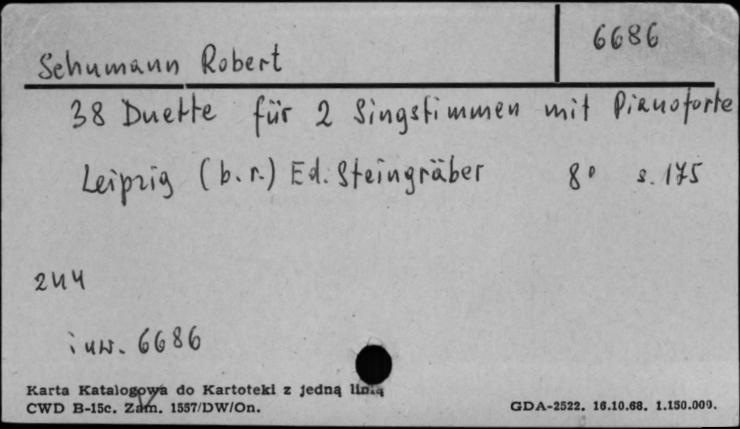 6686
Schumann Robert
38 Duette für 2 Singstimmen mit Pianoforte
Leipzig (b.r.) Ed. Steingräber 8° s. 175
244
inw. 6686
Karta Katalogowa do Kartoteki z jedną linią
CWD B-15c. Zam. 1557/DW/On.
GDA-2522. 16.10.68. 1.150.000.